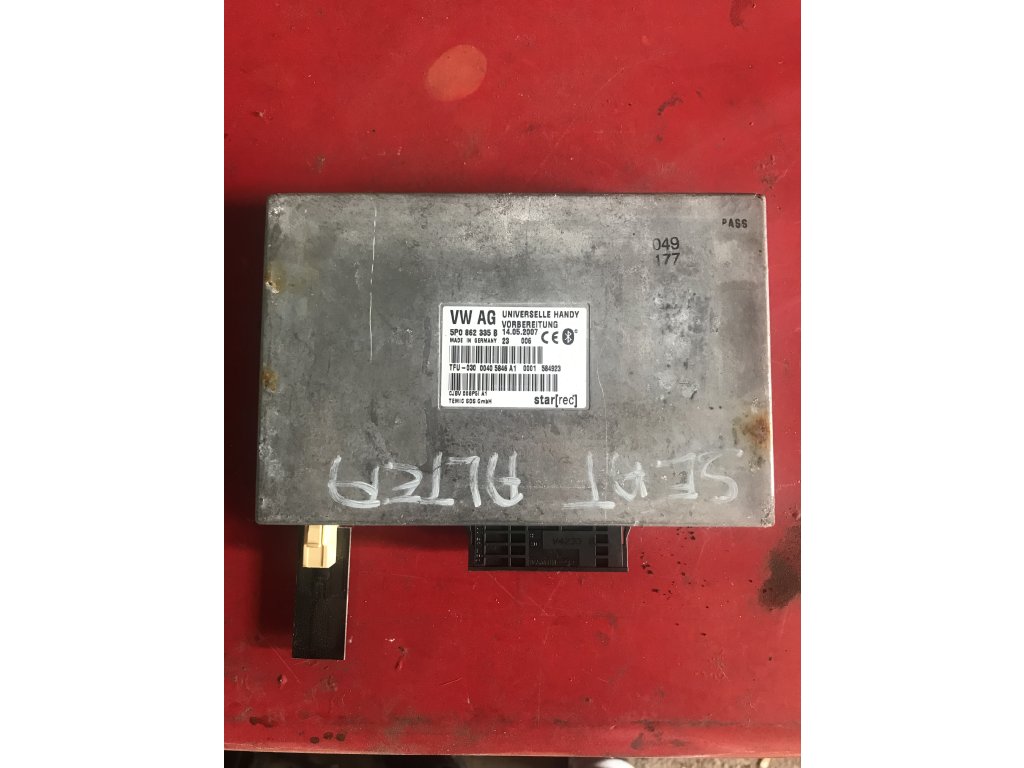 PASS
049
177
VW AG UNIVERSELLE HANDY
VORBEREITUNG
5P0 862 335 B 14.05.2007
MADE IN GERMANY 23 006 CE
TFU-030 0040 5846 A1 0001 584923
TEMIC SDS GmbH star[rec]
SEAT ALTEA